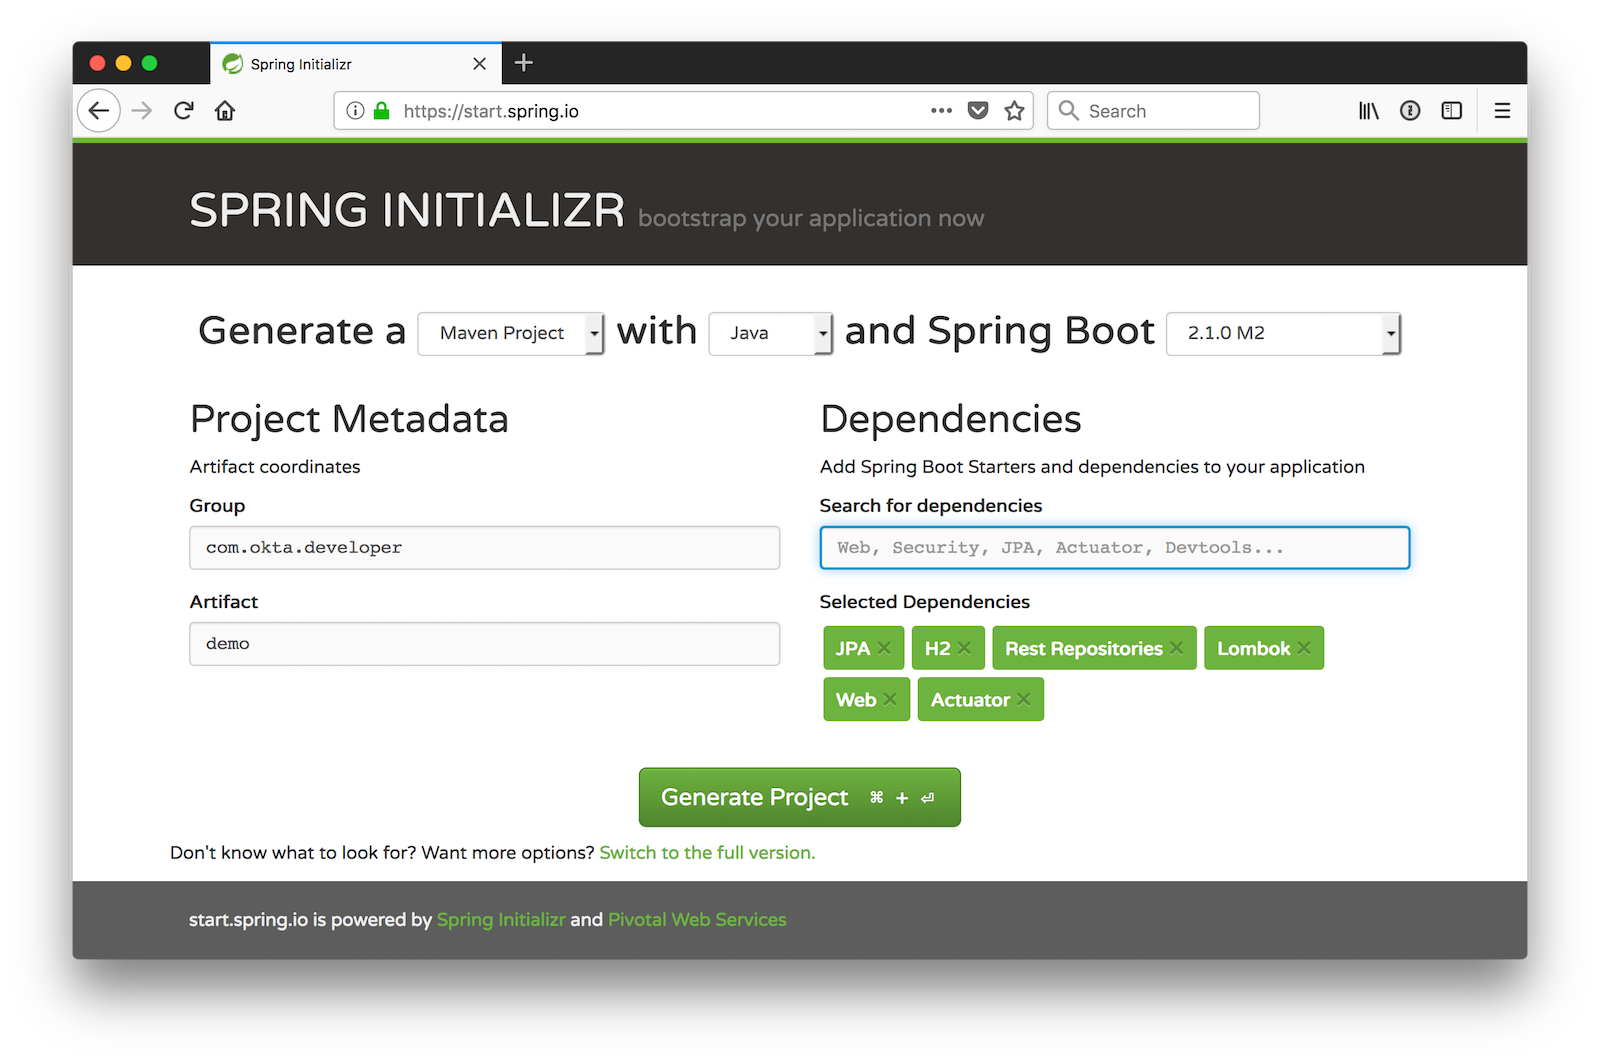 Spring Initializr
https://start.spring.io
Search
SPRING INITIALIZR bootstrap your application now
Generate a Maven Project with Java and Spring Boot 2.1.0 M2
Project Metadata
Artifact coordinates
Group
com.okta.developer
Artifact
demo
Dependencies
Add Spring Boot Starters and dependencies to your application
Search for dependencies
Web, Security, JPA, Actuator, Devtools...
Selected Dependencies
JPA × H2 × Rest Repositories × Lombok ×
Web × Actuator ×
Generate Project ⌘ + ⏎
Don't know what to look for? Want more options? Switch to the full version.
start.spring.io is powered by Spring Initializr and Pivotal Web Services